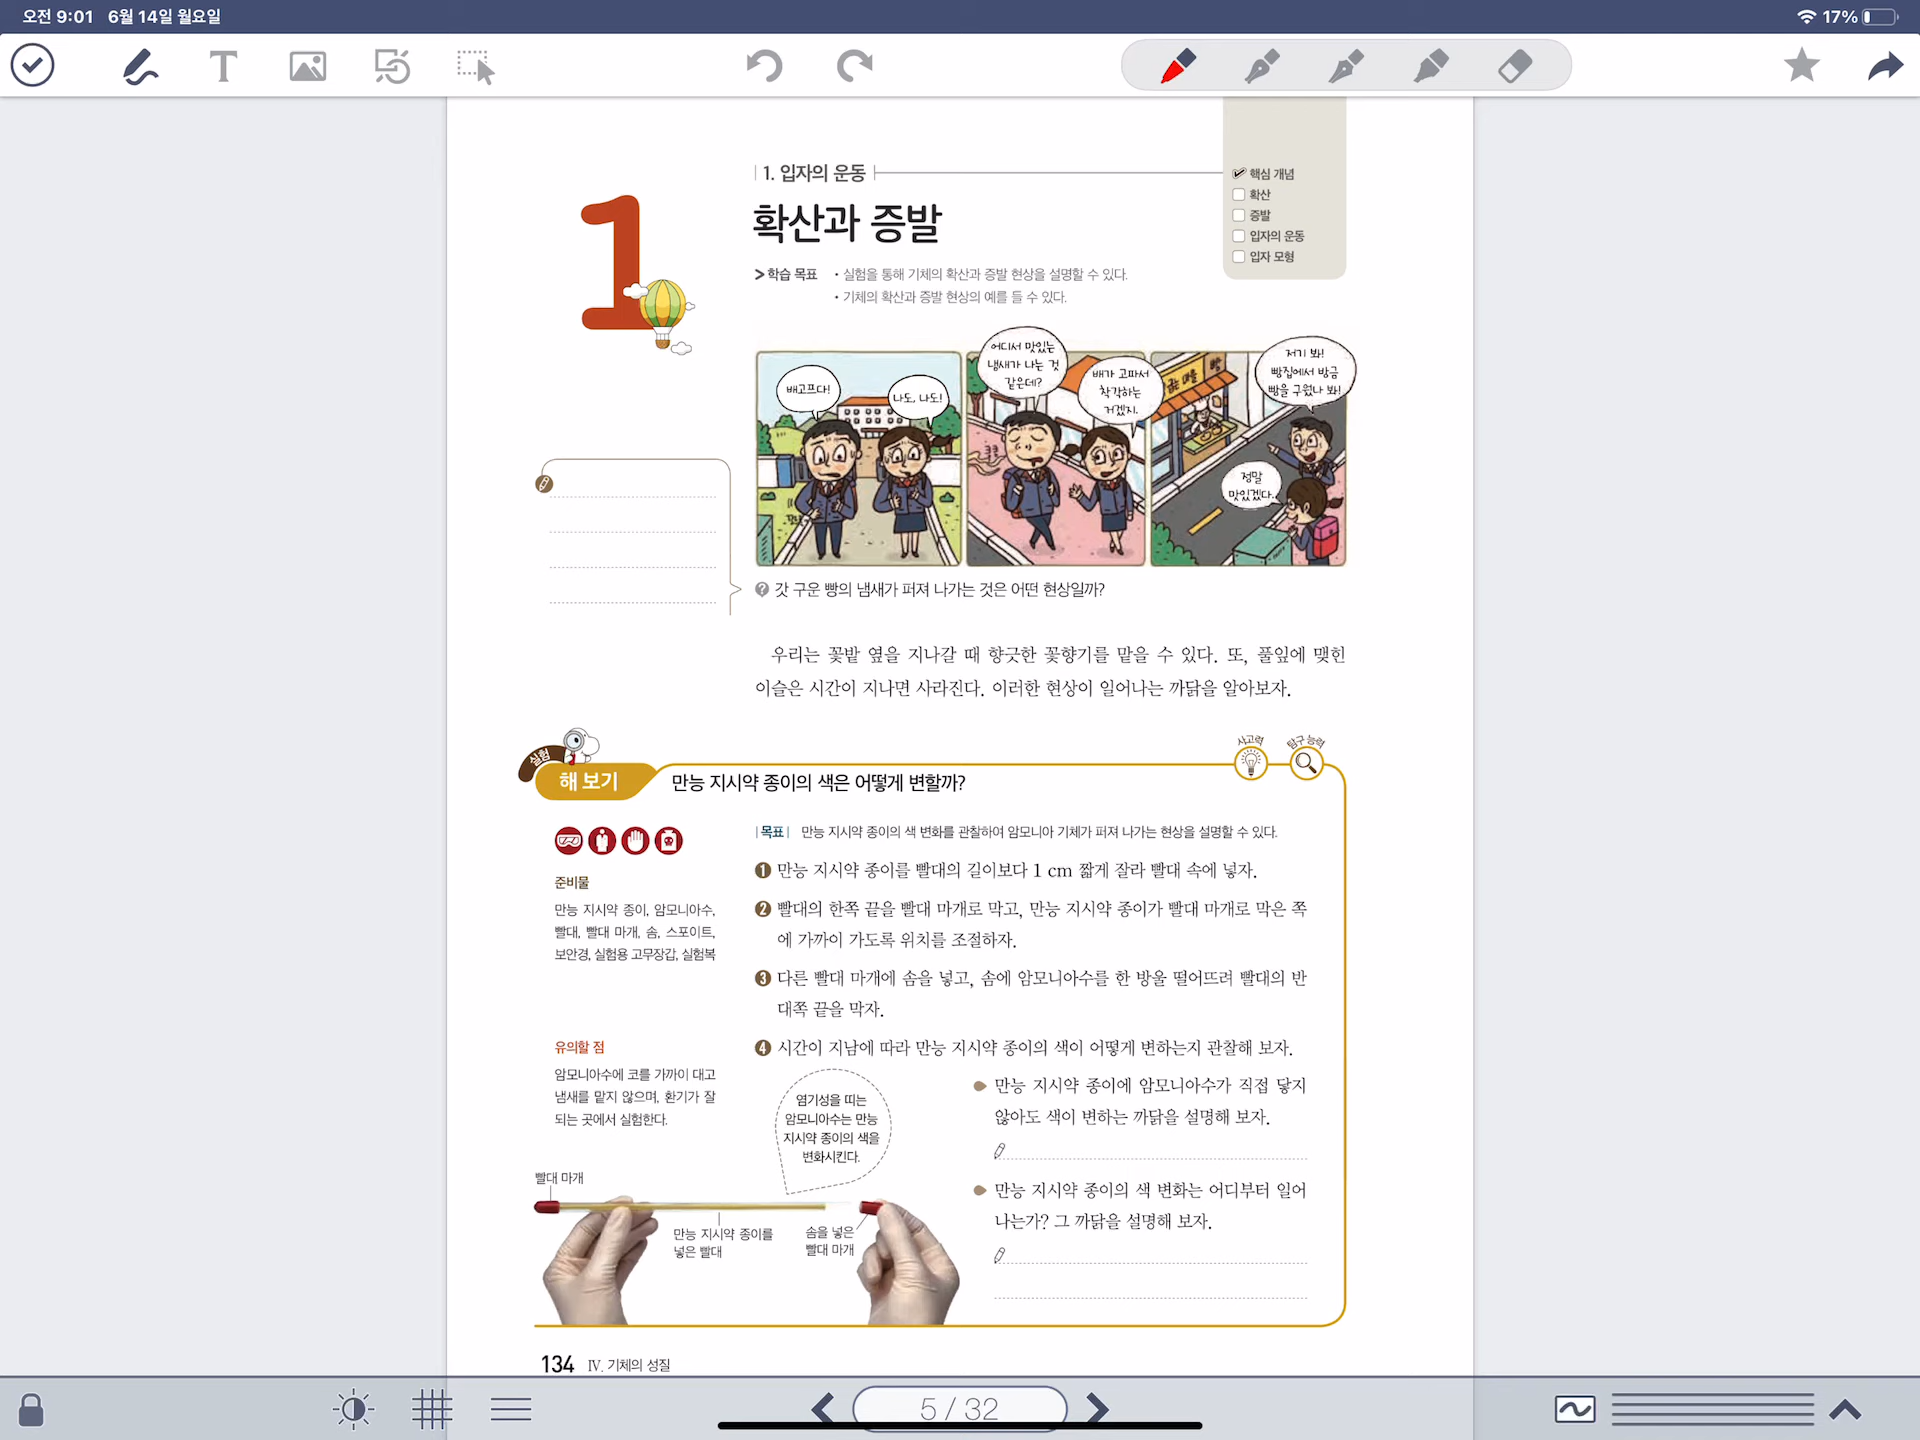 오전 9:01 6월 14일 월요일
17%
1. 입자의 운동
핵심 개념
확산
증발
입자의 운동
입자 모형
1
확산과 증발
학습 목표
• 실험을 통해 기체의 확산과 증발 현상을 설명할 수 있다.
• 기체의 확산과 증발 현상의 예를 들 수 있다.
배고프다!
나도, 나도!
어디서 맛있는
냄새가 나는 것
같은데?
배가 고파서
착각하는
거겠지.
저기 봐!
빵집에서 방금
빵을 구웠나 봐!
정말
맛있겠다.
갓 구운 빵의 냄새가 퍼져 나가는 것은 어떤 현상일까?
우리는 꽃밭 옆을 지나갈 때 향긋한 꽃향기를 맡을 수 있다. 또, 풀잎에 맺힌
이슬은 시간이 지나면 사라진다. 이러한 현상이 일어나는 까닭을 알아보자.
실험
해 보기
만능 지시약 종이의 색은 어떻게 변할까?
사고력
탐구 능력
|목표| 만능 지시약 종이의 색 변화를 관찰하여 암모니아 기체가 퍼져 나가는 현상을 설명할 수 있다.
준비물
만능 지시약 종이, 암모니아수,
빨대, 빨대 마개, 솜, 스포이트,
보안경, 실험용 고무장갑, 실험복
유의할 점
암모니아수에 코를 가까이 대고
냄새를 맡지 않으며, 환기가 잘
되는 곳에서 실험한다.
❶ 만능 지시약 종이를 빨대의 길이보다 1 cm 짧게 잘라 빨대 속에 넣자.
❷ 빨대의 한쪽 끝을 빨대 마개로 막고, 만능 지시약 종이가 빨대 마개로 막은 쪽
에 가까이 가도록 위치를 조절하자.
❸ 다른 빨대 마개에 솜을 넣고, 솜에 암모니아수를 한 방울 떨어뜨려 빨대의 반
대쪽 끝을 막자.
❹ 시간이 지남에 따라 만능 지시약 종이의 색이 어떻게 변하는지 관찰해 보자.
염기성을 띠는
암모니아수는 만능
지시약 종이의 색을
변화시킨다.
빨대 마개
만능 지시약 종이를
넣은 빨대
솜을 넣은
빨대 마개
만능 지시약 종이에 암모니아수가 직접 닿지
않아도 색이 변하는 까닭을 설명해 보자.
만능 지시약 종이의 색 변화는 어디부터 일어
나는가? 그 까닭을 설명해 보자.
134 Ⅳ. 기체의 성질
5 / 32